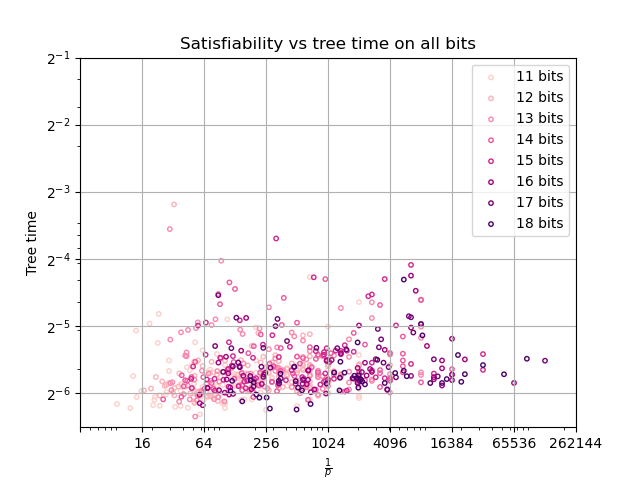 Satisfiability vs tree time on all bits
2^{-1}
2^{-2}
2^{-3}
2^{-4}
2^{-5}
2^{-6}
Tree time
11 bits
12 bits
13 bits
14 bits
15 bits
16 bits
17 bits
18 bits
16 64 256 1024 4096 16384 65536 262144
\frac{1}{p}